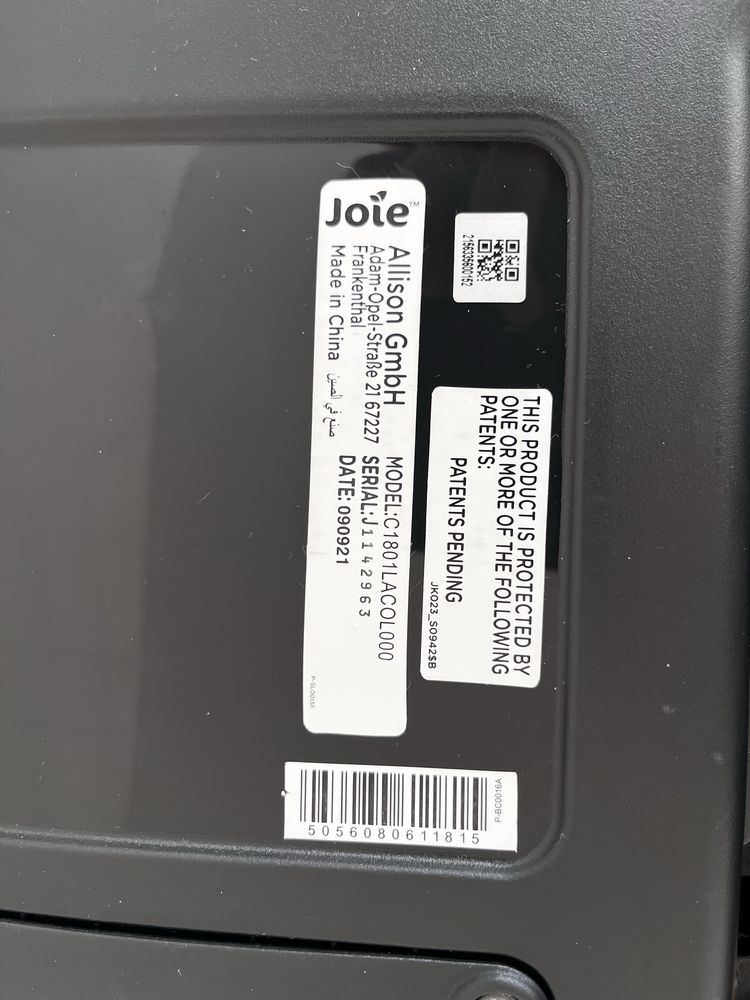 Joie™
Allison GmbH
Adam-Opel-Straße 21 67227
Frankenthal
Made in China صنع في الصين
MODEL:C1801LACOL000
SERIAL:J1142963
DATE: 090921
P-SL0013F
2156335600152
THIS PRODUCT IS PROTECTED BY
ONE OR MORE OF THE FOLLOWING
PATENTS:
PATENTS PENDING
JK023_S0942$B
P-BC0016A
5056080611815